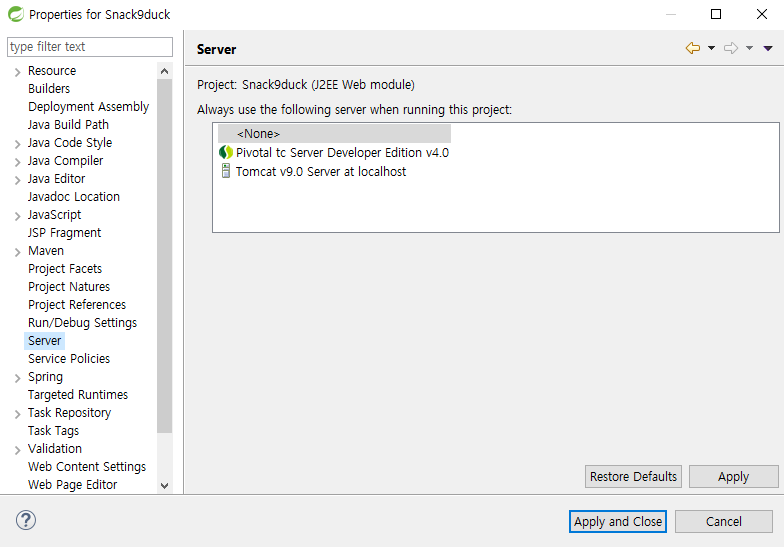 Properties for Snack9duck
type filter text
Resource
Builders
Deployment Assembly
Java Build Path
Java Code Style
Java Compiler
Java Editor
Javadoc Location
JavaScript
JSP Fragment
Maven
Project Facets
Project Natures
Project References
Run/Debug Settings
Server
Service Policies
Spring
Targeted Runtimes
Task Repository
Task Tags
Validation
Web Content Settings
Web Page Editor
Server
Project: Snack9duck (J2EE Web module)
Always use the following server when running this project:
<None>
Pivotal tc Server Developer Edition v4.0
Tomcat v9.0 Server at localhost
Restore Defaults
Apply
?
Apply and Close
Cancel